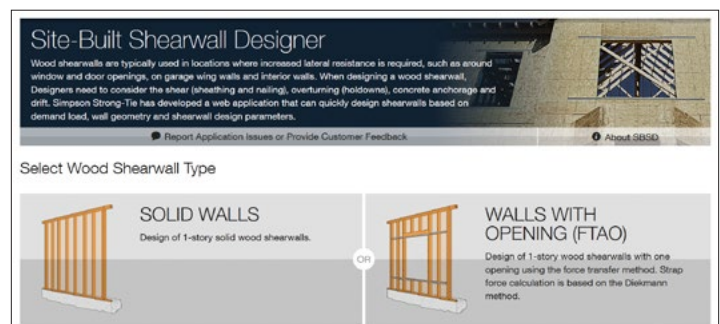 Site-Built Shearwall Designer
Wood shearwalls are typically used in locations where increased lateral resistance is required, such as around
window and door openings, on garage wing walls and interior walls. When designing a wood shearwall,
Designers need to consider the shear (sheathing and nailing), overturning (holdowns), concrete anchorage and
drift. Simpson Strong-Tie has developed a web application that can quickly design shearwalls based on
demand load, wall geometry and shearwall design parameters.
Report Application Issues or Provide Customer Feedback
About SBSD
Select Wood Shearwall Type
SOLID WALLS
Design of 1-story solid wood shearwalls.
OR
WALLS WITH
OPENING (FTAO)
Design of 1-story wood shearwalls with one
opening using the force transfer method. Strap
force calculation is based on the Diekmann
method.